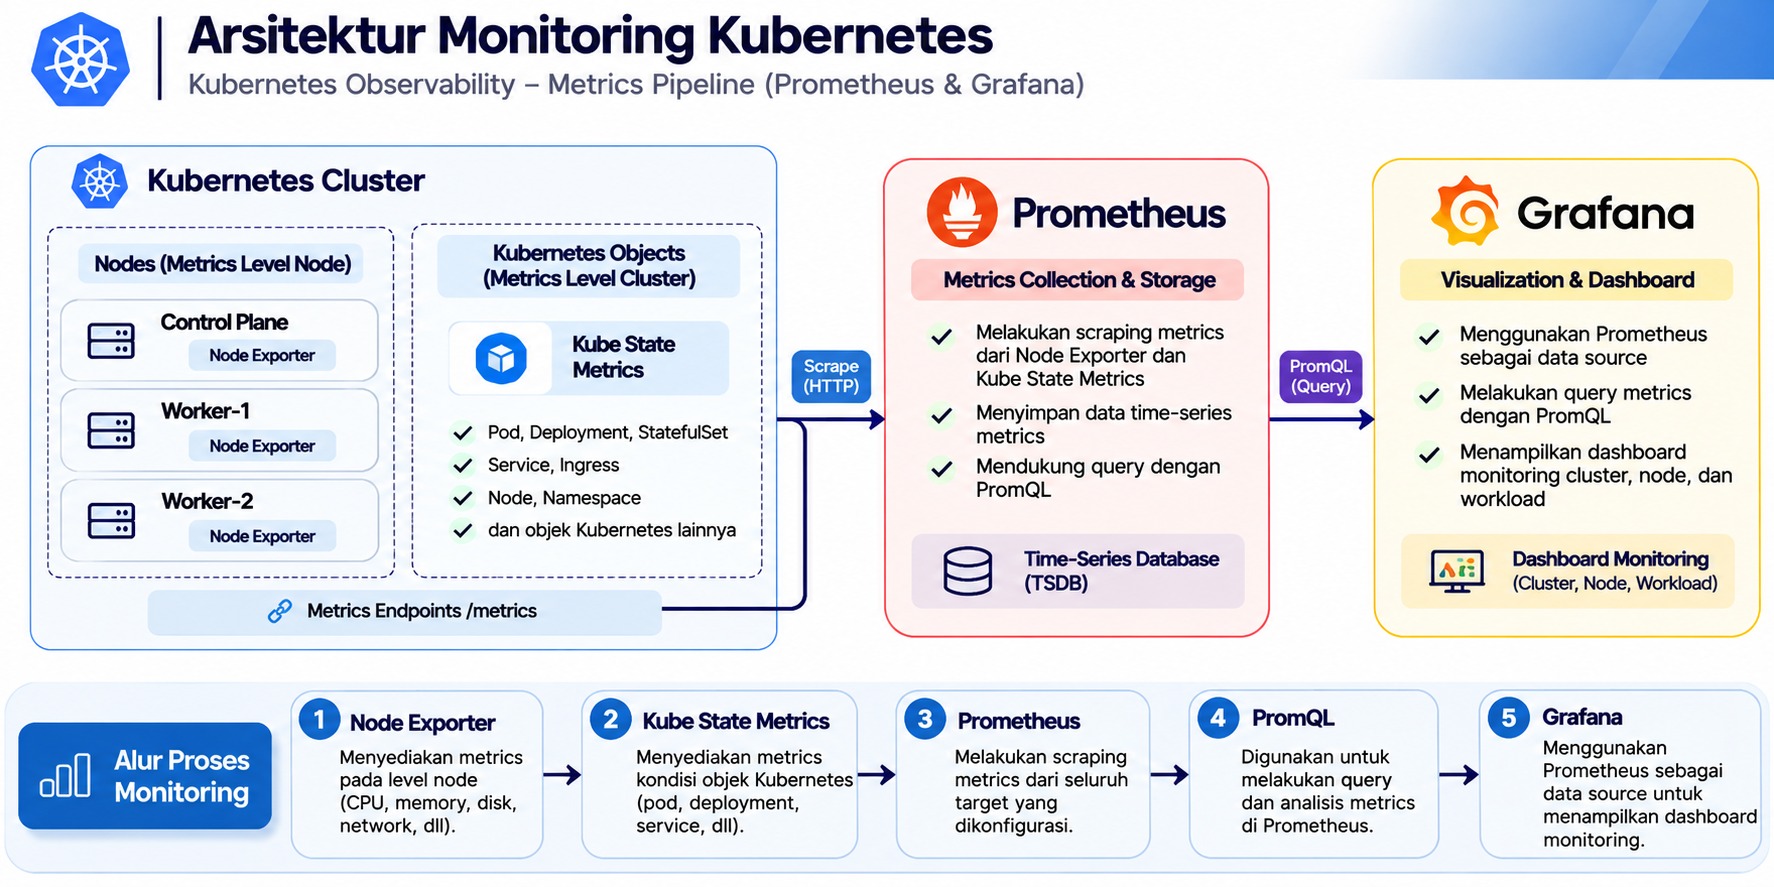 Arsitektur Monitoring Kubernetes
Kubernetes Observability – Metrics Pipeline (Prometheus & Grafana)
Kubernetes Cluster
Nodes (Metrics Level Node)
Control Plane
Node Exporter
Worker-1
Node Exporter
Worker-2
Node Exporter
Kubernetes Objects
(Metrics Level Cluster)
Kube State
Metrics
Pod, Deployment, StatefulSet
Service, Ingress
Node, Namespace
dan objek Kubernetes lainnya
Metrics Endpoints /metrics
Scrape
(HTTP)
Prometheus
Metrics Collection & Storage
Melakukan scraping metrics
dari Node Exporter dan
Kube State Metrics
Menyimpan data time-series
metrics
Mendukung query dengan
PromQL
Time-Series Database
(TSDB)
PromQL
(Query)
Grafana
Visualization & Dashboard
Menggunakan Prometheus
sebagai data source
Melakukan query metrics
dengan PromQL
Menampilkan dashboard
monitoring cluster, node, dan
workload
Dashboard Monitoring
(Cluster, Node, Workload)
Alur Proses
Monitoring
1 Node Exporter
Menyediakan metrics
pada level node
(CPU, memory, disk,
network, dll).
2 Kube State Metrics
Menyediakan metrics
kondisi objek Kubernetes
(pod, deployment,
service, dll).
3 Prometheus
Melakukan scraping
metrics dari seluruh
target yang
dikonfigurasi.
4 PromQL
Digunakan untuk
melakukan query
dan analisis metrics
di Prometheus.
5 Grafana
Menggunakan
Prometheus sebagai
data source untuk
menampilkan dashboard
monitoring.